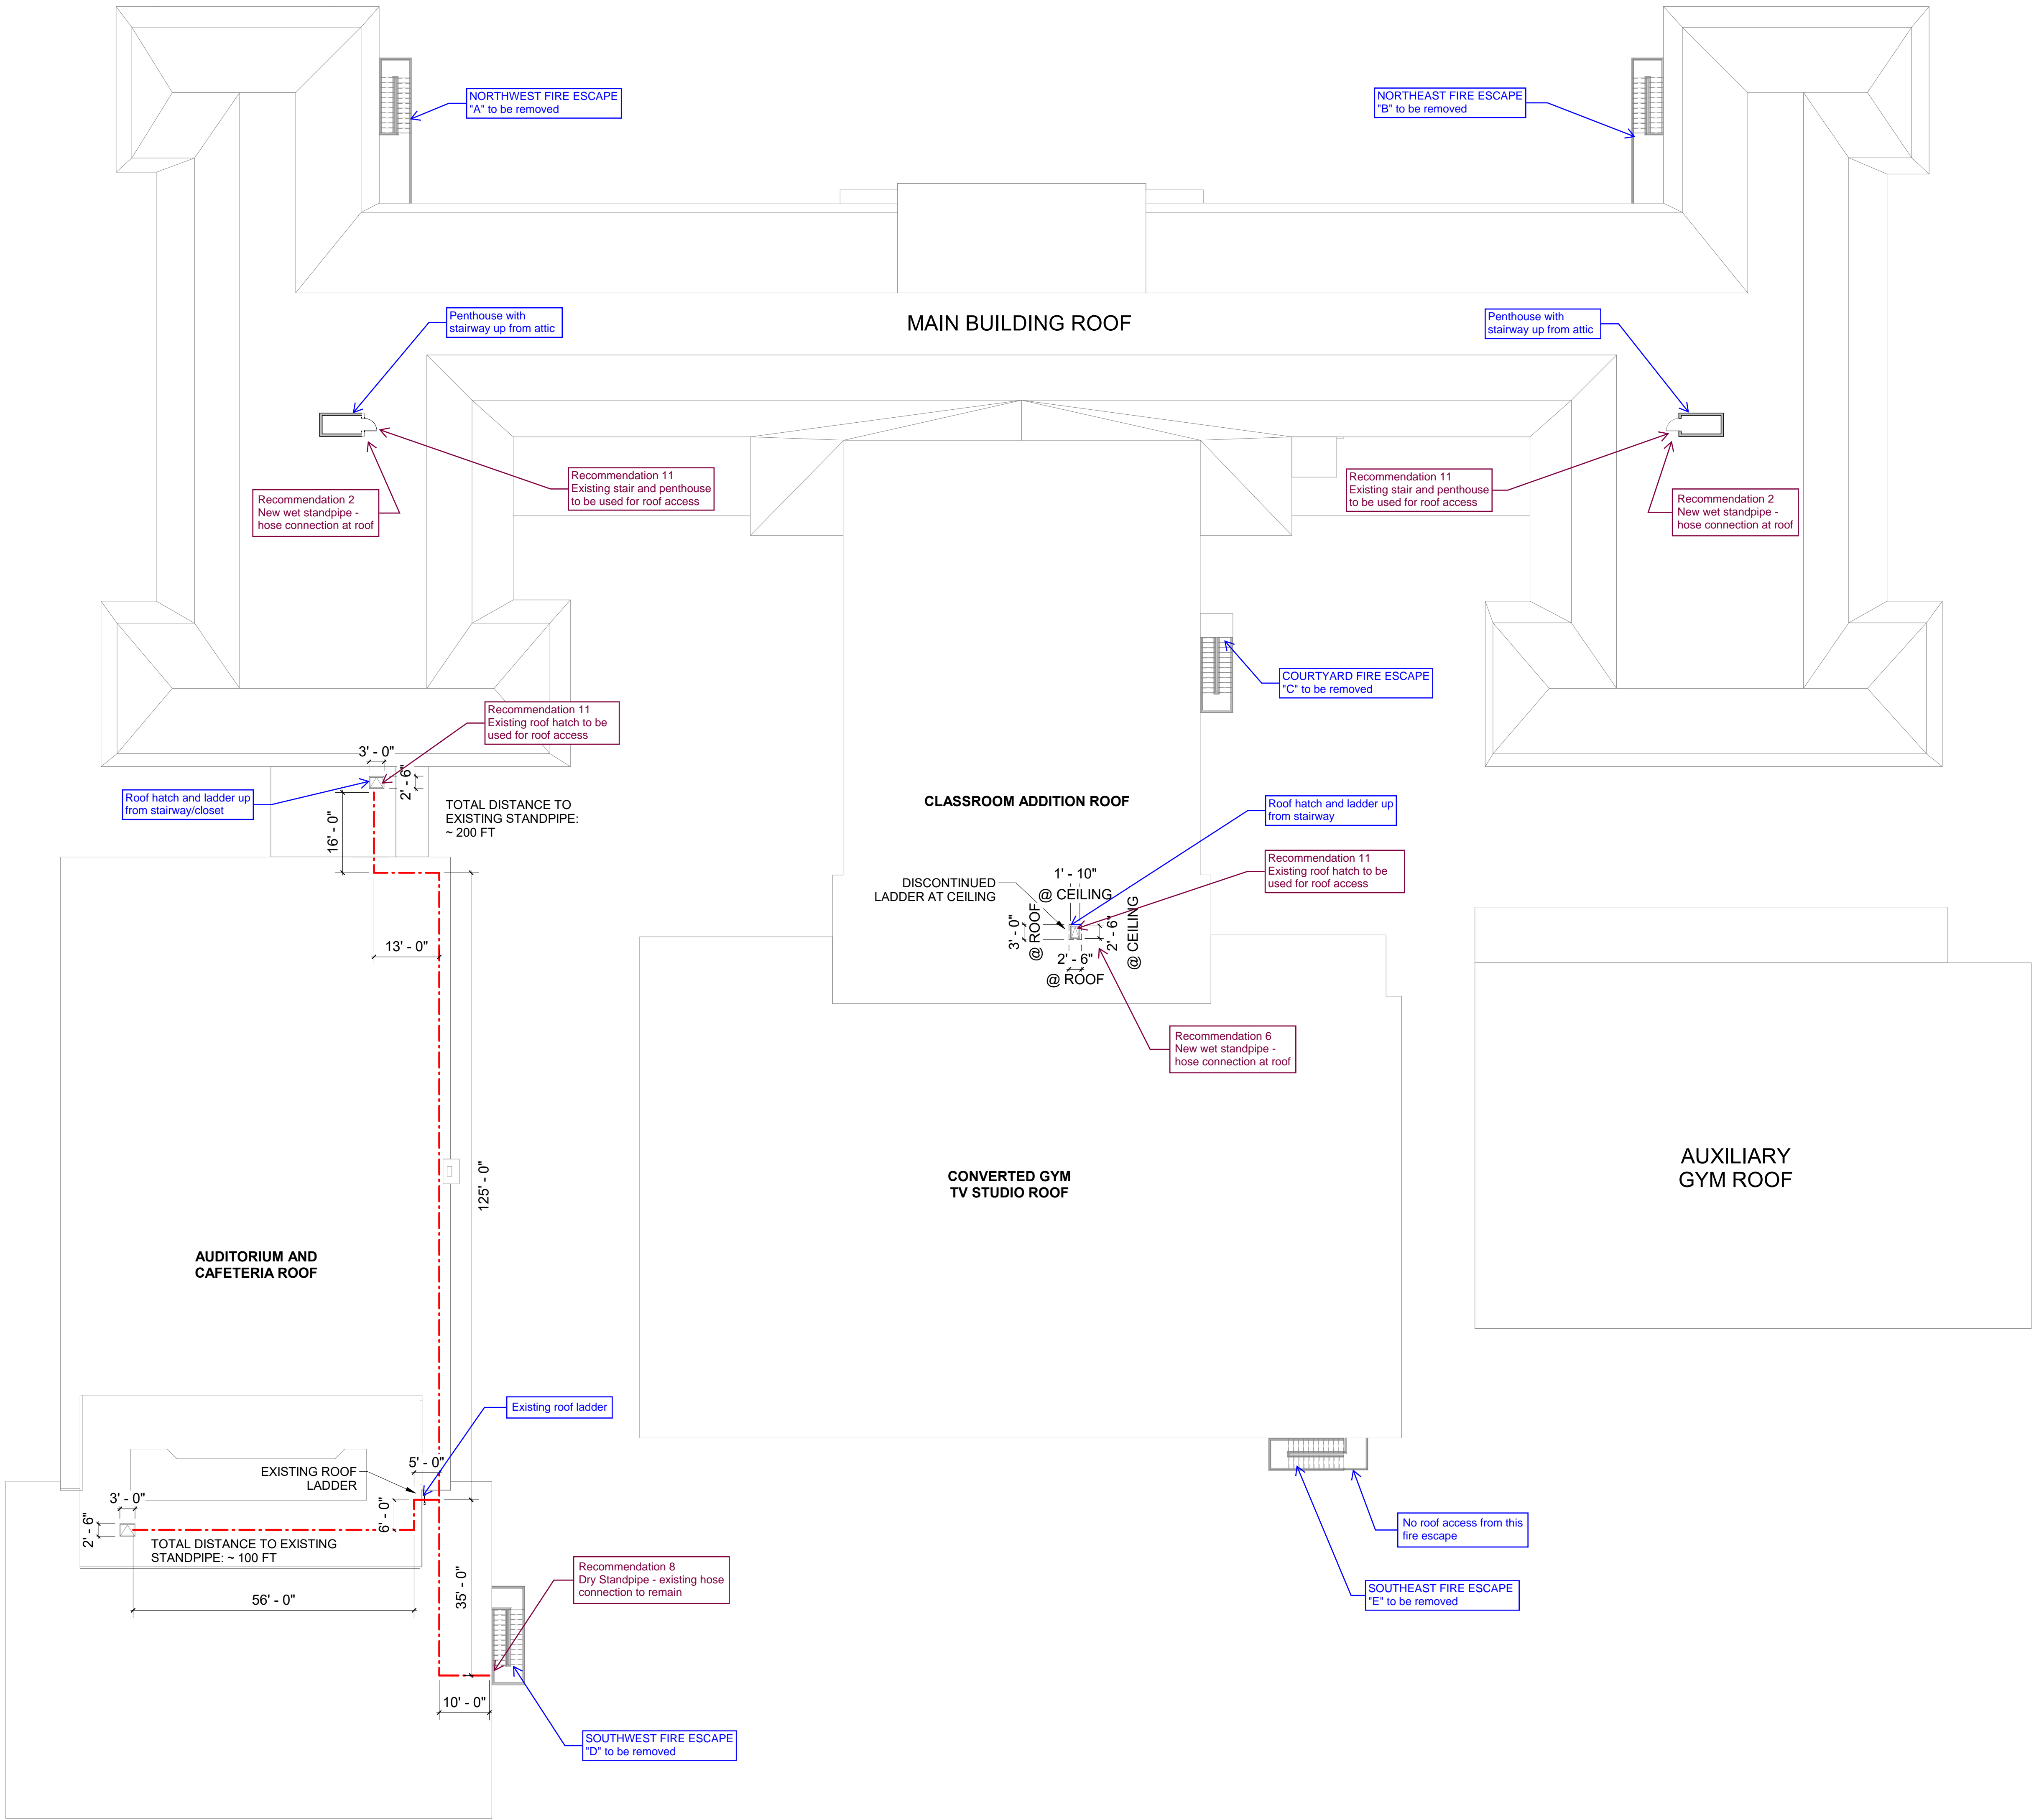 NORTHWEST FIRE ESCAPE
"A" to be removed
NORTHEAST FIRE ESCAPE
"B" to be removed
Penthouse with
stairway up from attic
MAIN BUILDING ROOF
Penthouse with
stairway up from attic
Recommendation 11
Existing stair and penthouse
to be used for roof access
Recommendation 2
New wet standpipe -
hose connection at roof
Recommendation 11
Existing stair and penthouse
to be used for roof access
Recommendation 2
New wet standpipe -
hose connection at roof
COURTYARD FIRE ESCAPE
"C" to be removed
Recommendation 11
Existing roof hatch to be
used for roof access
3' - 0"
2' - 6"
Roof hatch and ladder up
from stairway/closet
16' - 0"
TOTAL DISTANCE TO
EXISTING STANDPIPE:
~ 200 FT
13' - 0"
125' - 0"
CLASSROOM ADDITION ROOF
Roof hatch and ladder up
from stairway
Recommendation 11
Existing roof hatch to be
used for roof access
DISCONTINUED
LADDER AT CEILING
1' - 10"
@ CEILING
3' - 0"
@ ROOF
2' - 6"
@ CEILING
2' - 6"
@ ROOF
Recommendation 6
New wet standpipe -
hose connection at roof
CONVERTED GYM
TV STUDIO ROOF
AUXILIARY
GYM ROOF
AUDITORIUM AND
CAFETERIA ROOF
Existing roof ladder
EXISTING ROOF
LADDER
5' - 0"
6' - 0"
3' - 0"
2' - 6"
TOTAL DISTANCE TO EXISTING
STANDPIPE: ~ 100 FT
56' - 0"
35' - 0"
10' - 0"
Recommendation 8
Dry Standpipe - existing hose
connection to remain
SOUTHWEST FIRE ESCAPE
"D" to be removed
No roof access from this
fire escape
SOUTHEAST FIRE ESCAPE
"E" to be removed